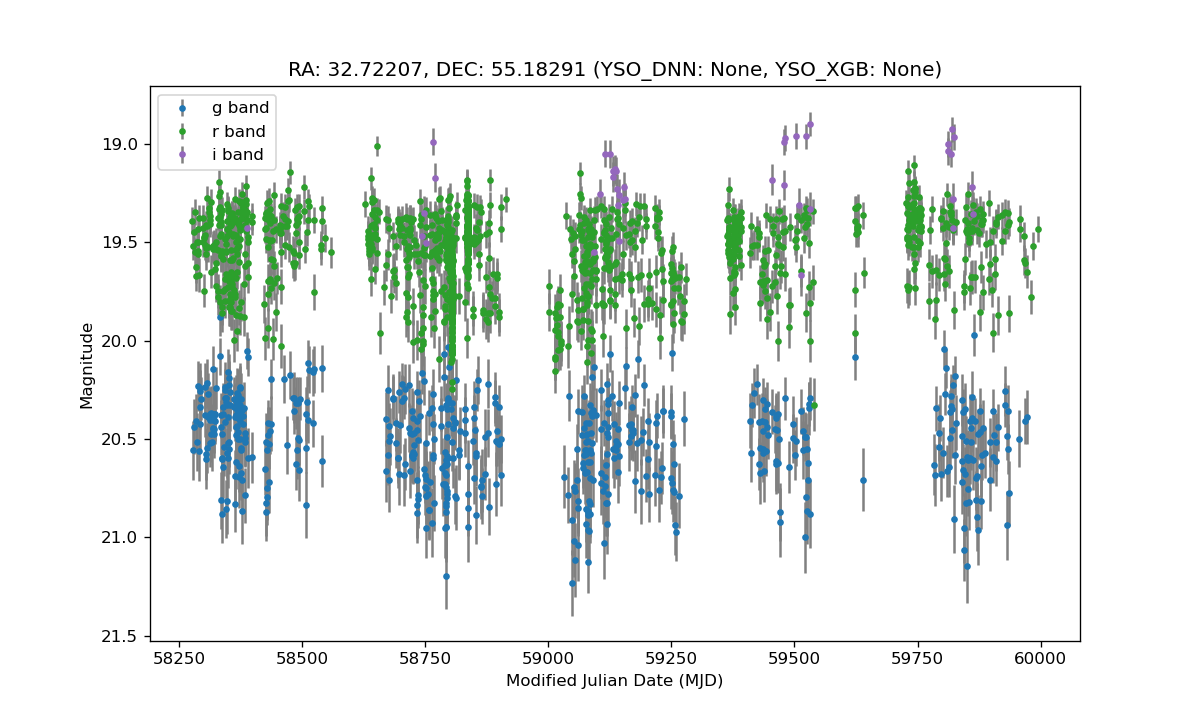 RA: 32.72207, DEC: 55.18291 (YSO_DNN: None, YSO_XGB: None)
g band
r band
i band
19.0
19.5
20.0
20.5
21.0
21.5
Magnitude
58250 58500 58750 59000 59250 59500 59750 60000
Modified Julian Date (MJD)